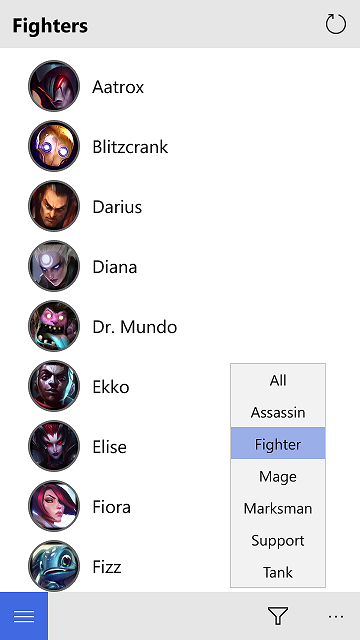 Fighters
Aatrox
Blitzcrank
Darius
Diana
Dr. Mundo
Ekko
Elise
Fiora
Fizz
All
Assassin
Fighter
Mage
Marksman
Support
Tank